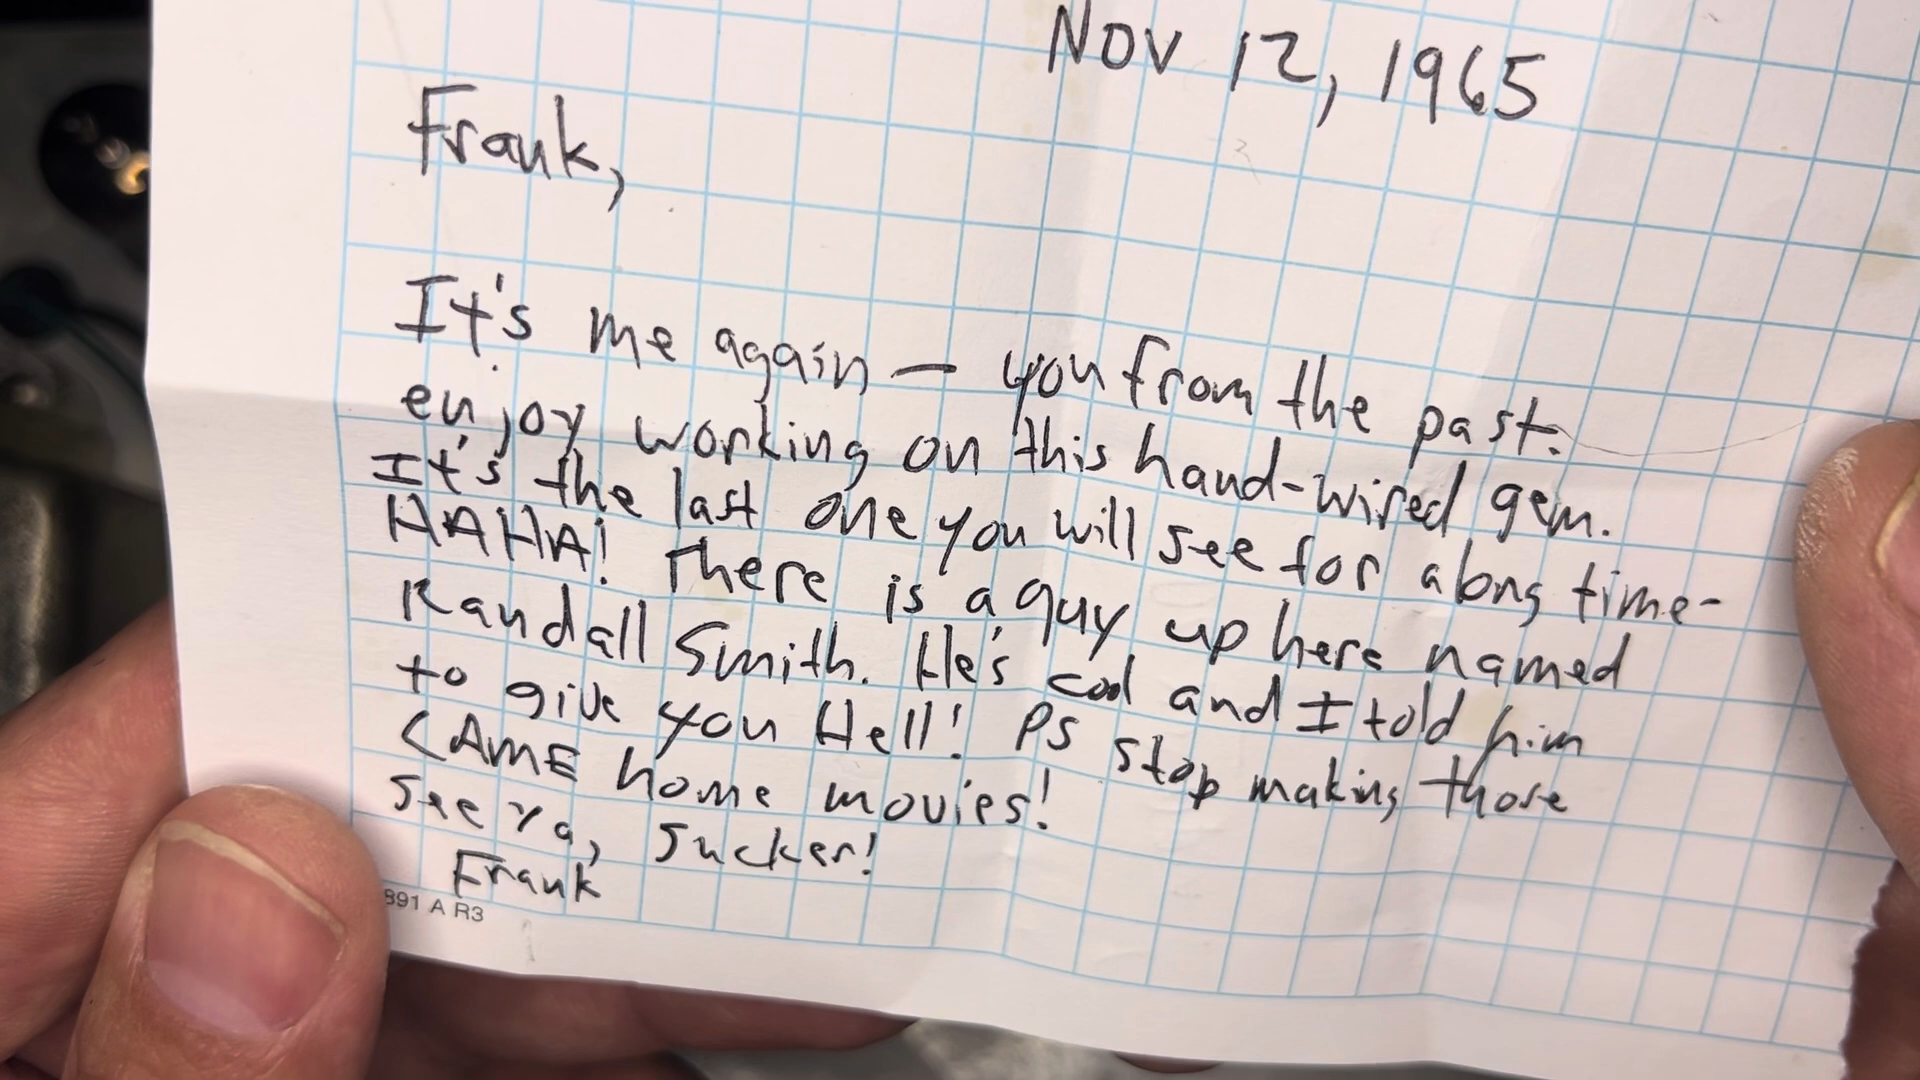 NOV 12, 1965
Frank,
It's me again — you from the past.
enjoy working on this hand-wired gem.
It's the last one you will see for a long time-
HAHA! There is a guy up here named
Randall Smith. He's cool and I told him
to give you Hell! PS stop making those
LAME home movies!
See ya, sucker!
Frank
891 A R3